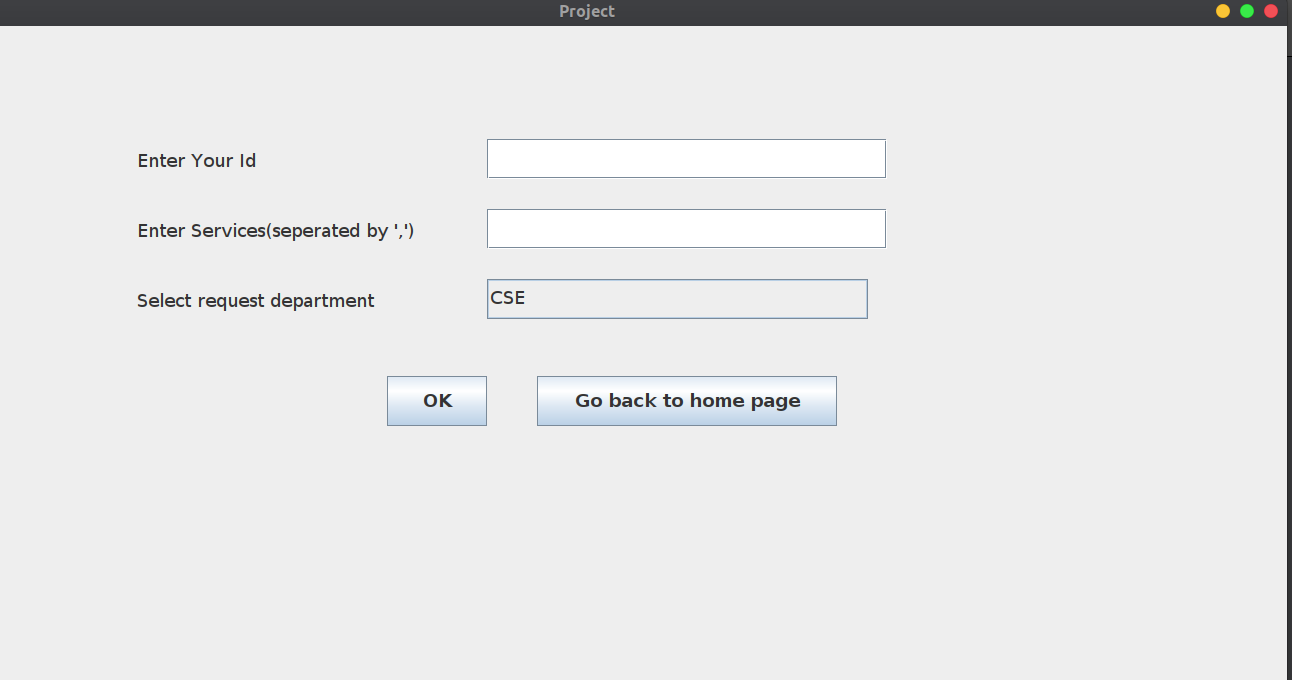 Project
Enter Your Id
Enter Services(seperated by ',')
Select request department
CSE
OK
Go back to home page